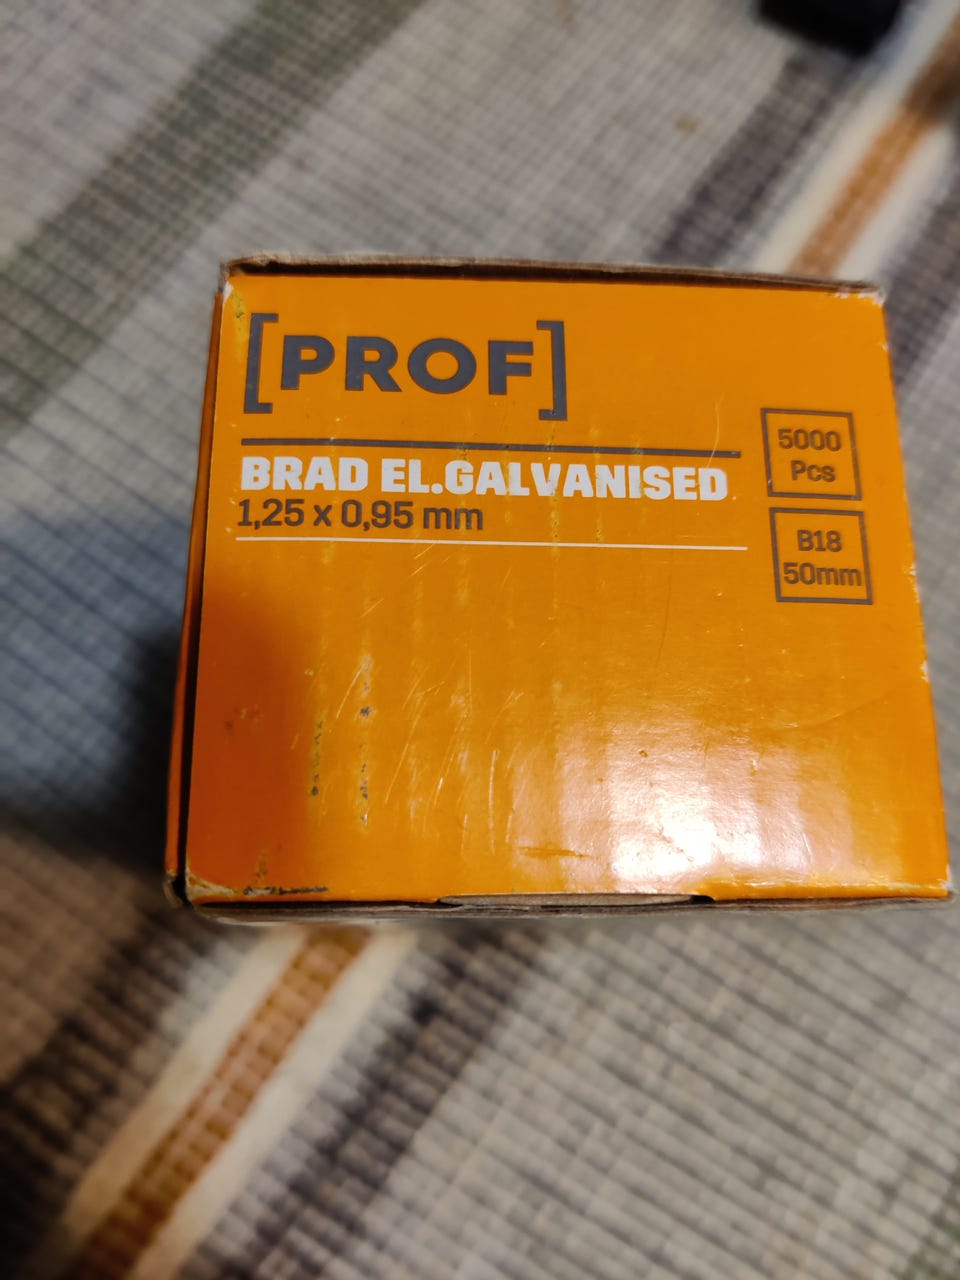 [PROF]
BRAD EL.GALVANISED
1,25 x 0,95 mm
5000
Pcs
B18
50mm